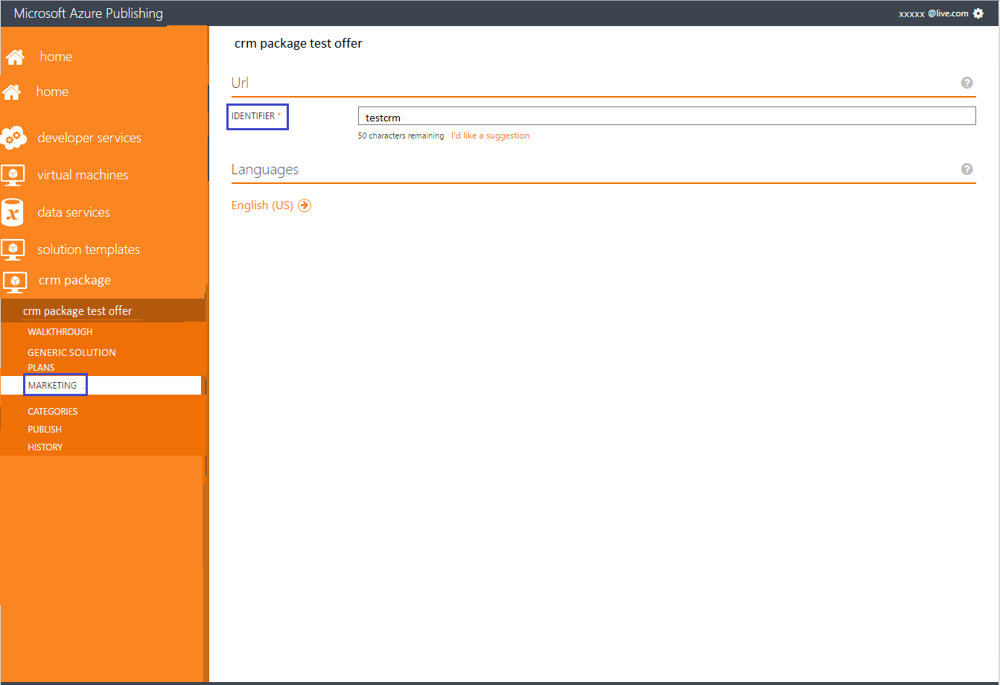 Microsoft Azure Publishing
xxxxx @live.com
home
home
developer services
virtual machines
data services
solution templates
crm package
crm package test offer
WALKTHROUGH
GENERIC SOLUTION
PLANS
MARKETING ...
CATEGORIES
PUBLISH
HISTORY
crm package test offer
Url
?
IDENTIFIER *
testcrm
50 characters remaining I'd like a suggestion
Languages
?
English (US)